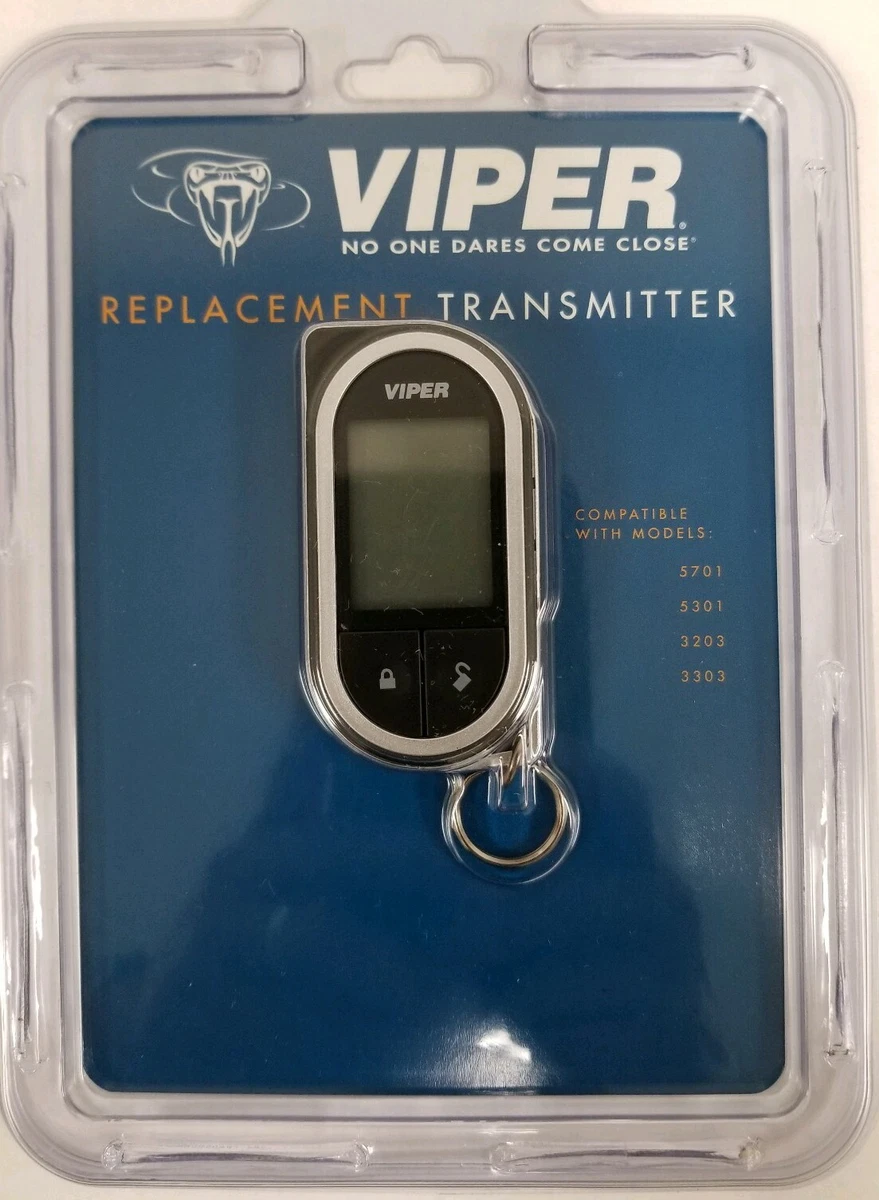 VIPER®
NO ONE DARES COME CLOSE®
REPLACEMENT TRANSMITTER
VIPER
COMPATIBLE
WITH MODELS:
5701
5301
3203
3303